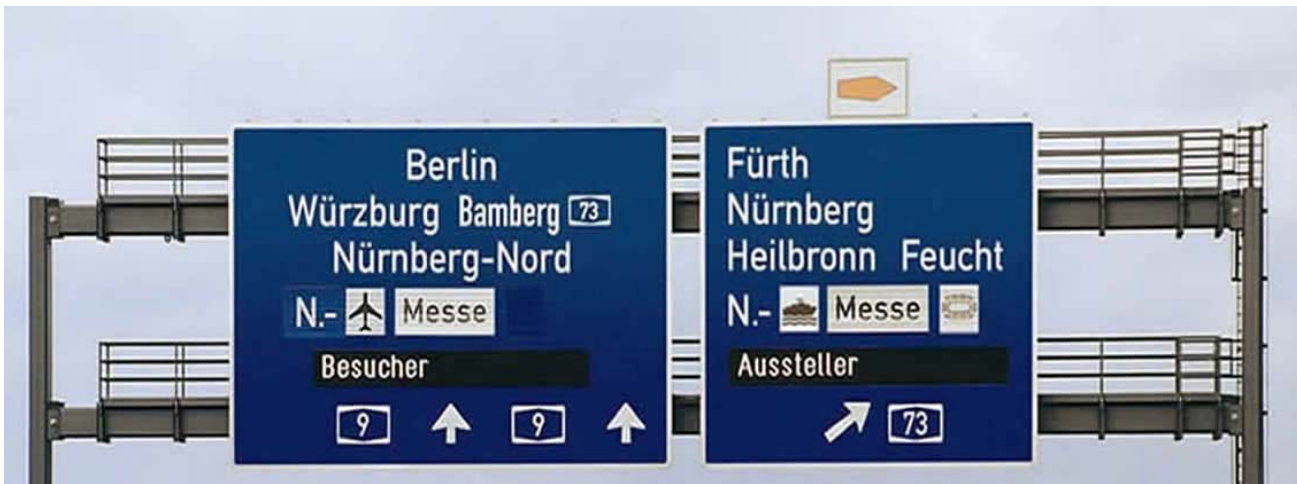 Berlin
Würzburg Bamberg 73
Nürnberg-Nord
N.- Messe
Besucher
9 9
Fürth
Nürnberg
Heilbronn Feucht
N.- Messe
Aussteller
73